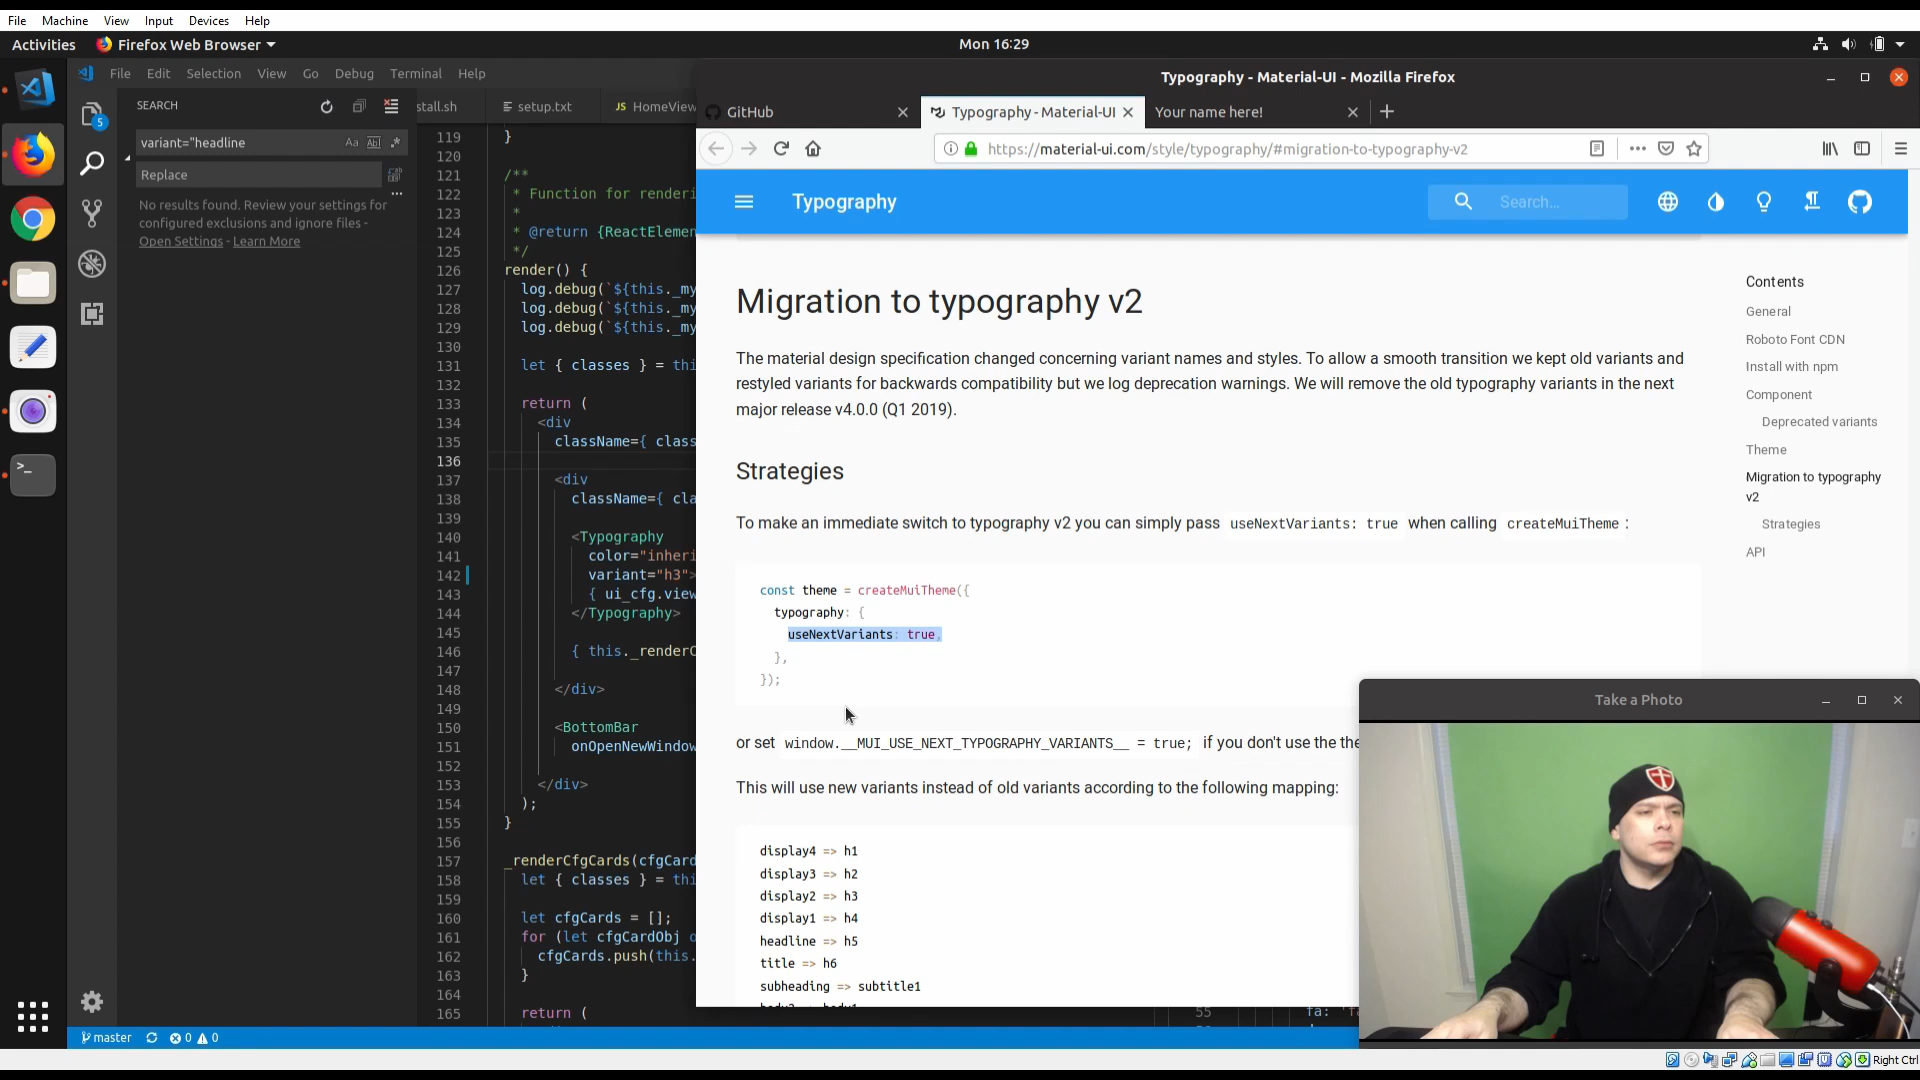 File Machine View Input Devices Help
Activities Firefox Web Browser Mon 16:29
File Edit Selection View Go Debug Terminal Help
SEARCH
variant="headline
Aa Ab| .*
Replace
...
No results found. Review your settings for
configured exclusions and ignore files -
Open Settings - Learn More
5
stall.sh setup.txt JS HomeView
119 }
120
121 /**
122 * Function for renderi
123 *
124 * @return {ReactElemen
125 */
126 render() {
127 log.debug(`${this._my
128 log.debug(`${this._my
129 log.debug(`${this._my
130
131 let { classes } = thi
132
133 return (
134 <div
135 className={ clas
136
137 <div
138 className={ cla
139
140 <Typography
141 color="inheri
142 variant="h3">
143 { ui_cfg.view
144 </Typography>
145
146 { this._renderC
147
148 </div>
149
150 <BottomBar
151 onOpenNewWindow
152
153 </div>
154 );
155 }
156
157 _renderCfgCards(cfgCard
158 let { classes } = thi
159
160 let cfgCards = [];
161 for (let cfgCardObj o
162 cfgCards.push(this.
163 }
164
165 return (
master 0 0
Typography - Material-UI - Mozilla Firefox
GitHub Typography - Material-UI Your name here!
https://material-ui.com/style/typography/#migration-to-typography-v2
Typography Search…
Migration to typography v2
The material design specification changed concerning variant names and styles. To allow a smooth transition we kept old variants and
restyled variants for backwards compatibility but we log deprecation warnings. We will remove the old typography variants in the next
major release v4.0.0 (Q1 2019).
Strategies
To make an immediate switch to typography v2 you can simply pass useNextVariants: true when calling createMuiTheme :
const theme = createMuiTheme({
typography: {
useNextVariants: true,
},
});
or set window.__MUI_USE_NEXT_TYPOGRAPHY_VARIANTS__ = true; if you don't use the the
This will use new variants instead of old variants according to the following mapping:
display4 => h1
display3 => h2
display2 => h3
display1 => h4
headline => h5
title => h6
subheading => subtitle1
Contents
General
Roboto Font CDN
Install with npm
Component
Deprecated variants
Theme
Migration to typography
v2
Strategies
API
55
Take a Photo
Right Ctrl